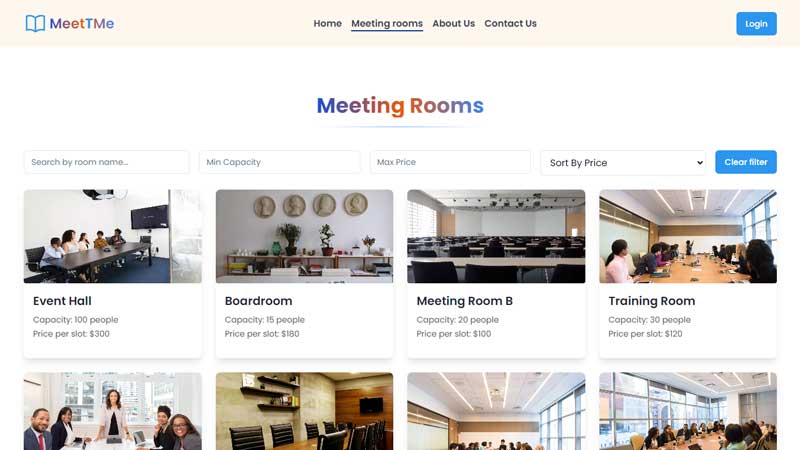 MeetTMe
Home Meeting rooms About Us Contact Us
Login
Meeting Rooms
Search by room name...
Min Capacity
Max Price
Sort By Price
Clear filter
Event Hall
Capacity: 100 people
Price per slot: $300
Boardroom
Capacity: 15 people
Price per slot: $180
Meeting Room B
Capacity: 20 people
Price per slot: $100
Training Room
Capacity: 30 people
Price per slot: $120